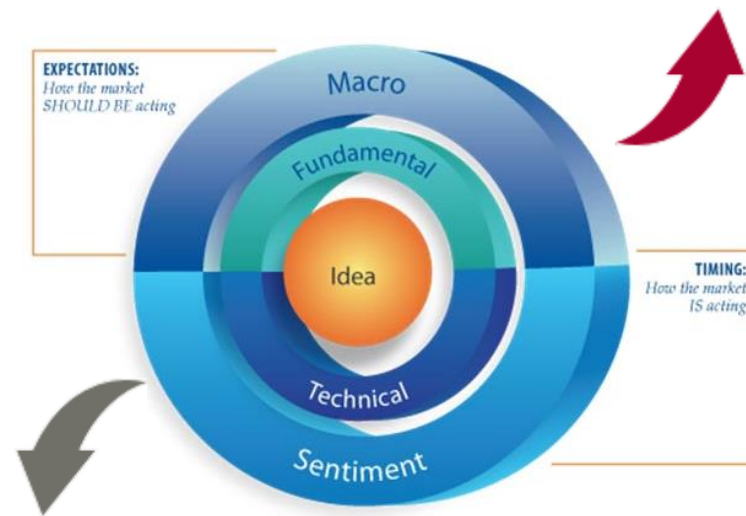 EXPECTATIONS:
How the market
SHOULD BE acting
Macro
Fundamental
Idea
TIMING:
How the market
IS acting
Technical
Sentiment